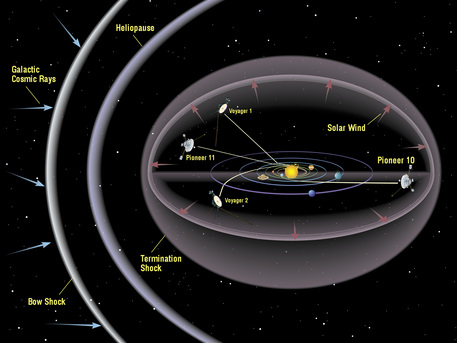 Heliopause
Galactic
Cosmic Rays
Voyager 1
Solar Wind
Pioneer 11
Pioneer 10
Voyager 2
Termination
Shock
Bow Shock